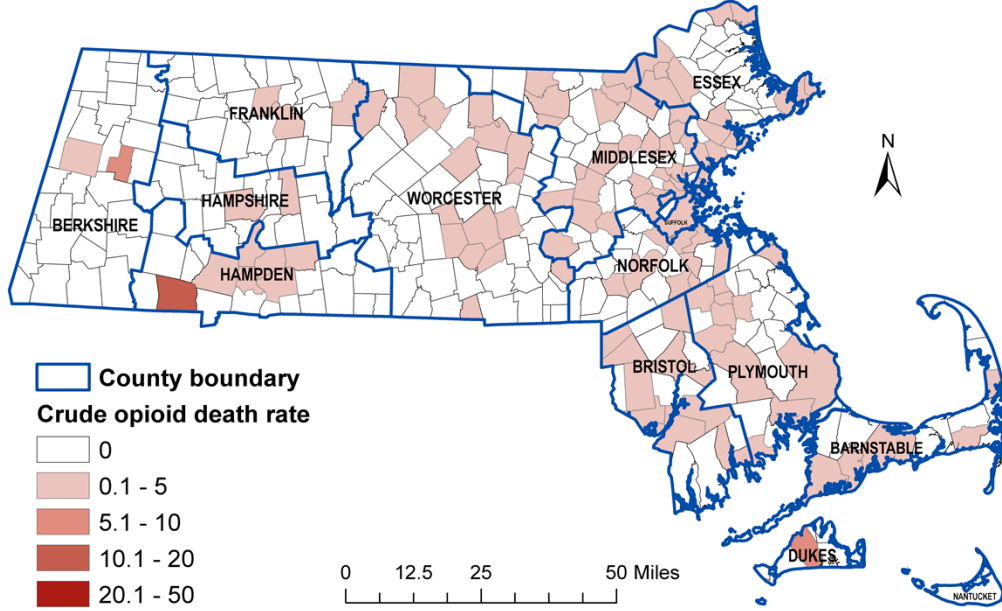 ESSEX
FRANKLIN
N
MIDDLESEX
HAMPSHIRE
WORCESTER
BERKSHIRE
SUFFOLK
NORFOLK
HAMPDEN
BRISTOL
PLYMOUTH
County boundary
Crude opioid death rate
0
0.1 - 5
5.1 - 10
10.1 - 20
20.1 - 50
BARNSTABLE
DUKES
0 12.5 25 50 Miles
NANTUCKET